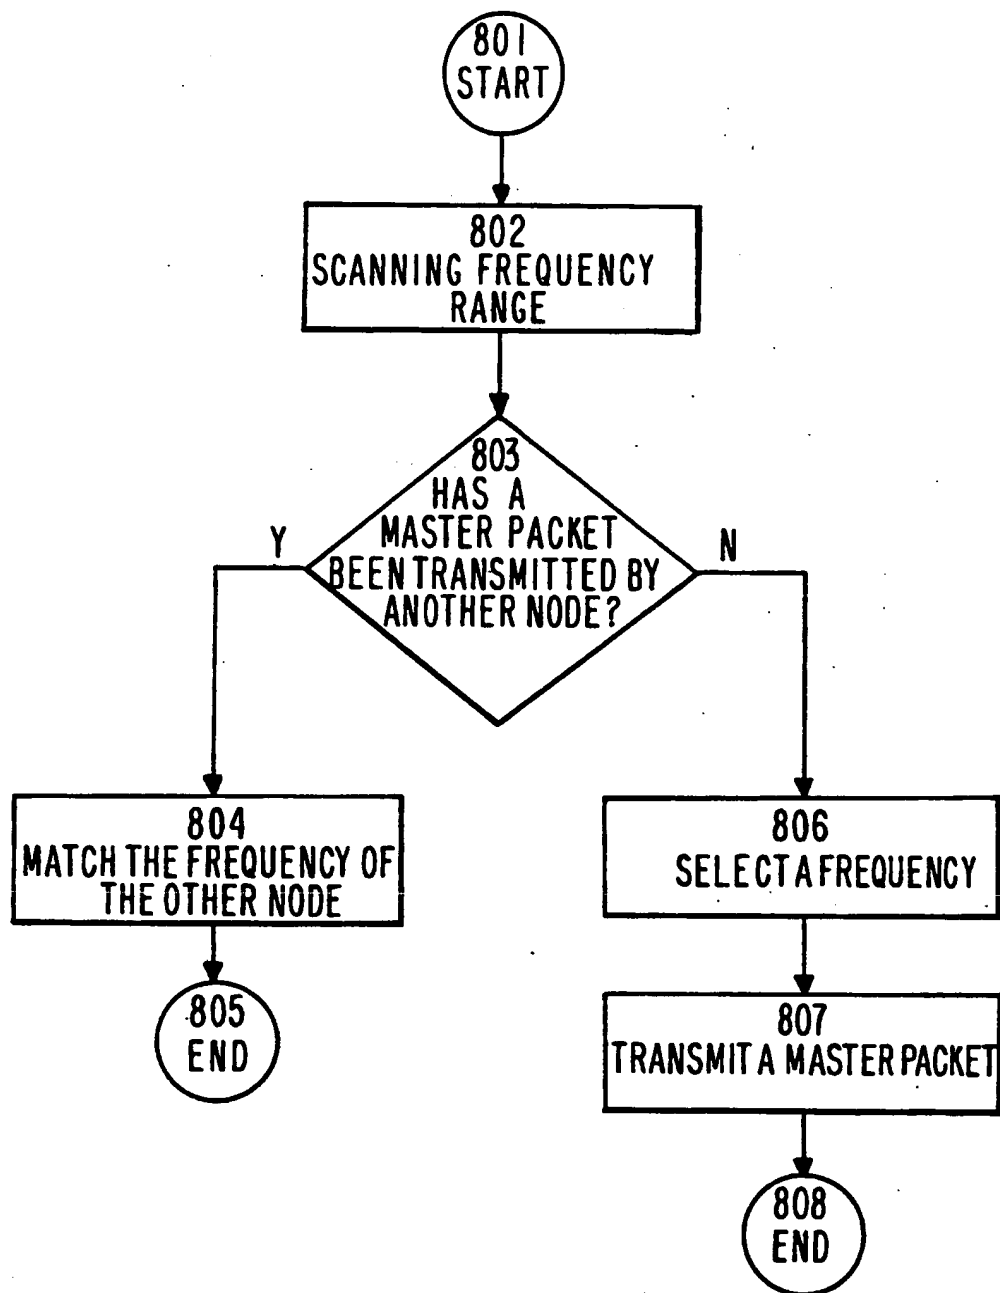 801
START
802
SCANNING FREQUENCY
RANGE
803
HAS A
MASTER PACKET
BEEN TRANSMITTED BY
ANOTHER NODE?
Y
N
804
MATCH THE FREQUENCY OF
THE OTHER NODE
805
END
806
SELECT A FREQUENCY
807
TRANSMIT A MASTER PACKET
808
END